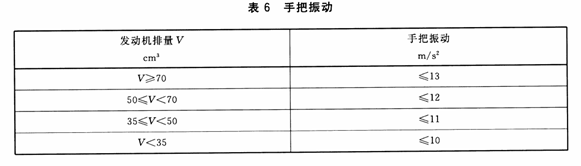 表 6 手把振动
发动机排量 V
cm³
手把振动
m/s²
V≥70
≤13
50≤V<70
≤12
35≤V<50
≤11
V<35
≤10